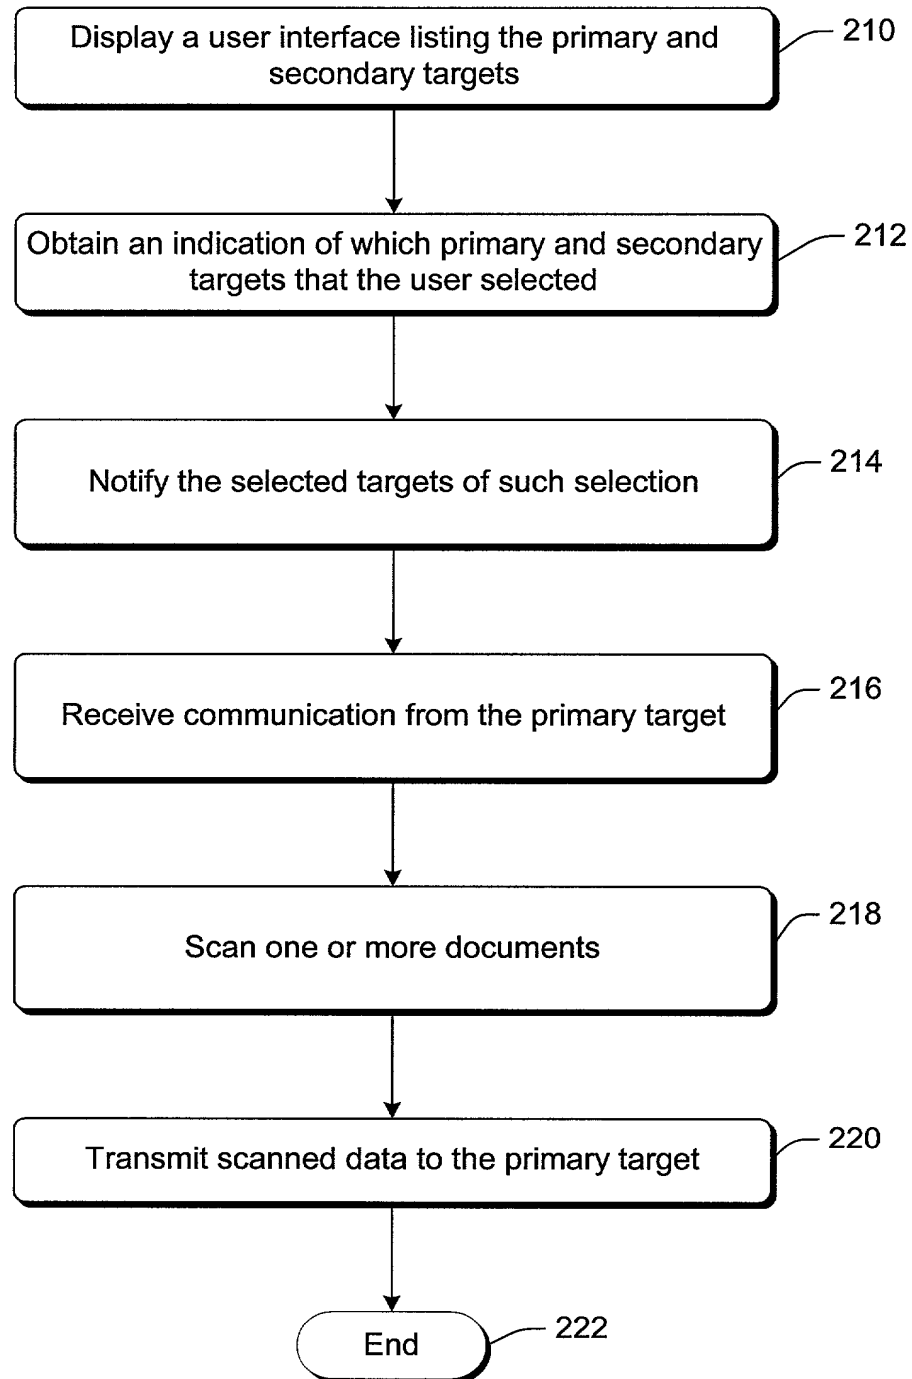 Display a user interface listing the primary and
secondary targets
210
Obtain an indication of which primary and secondary
targets that the user selected
212
Notify the selected targets of such selection
214
Receive communication from the primary target
216
Scan one or more documents
218
Transmit scanned data to the primary target
220
End
222